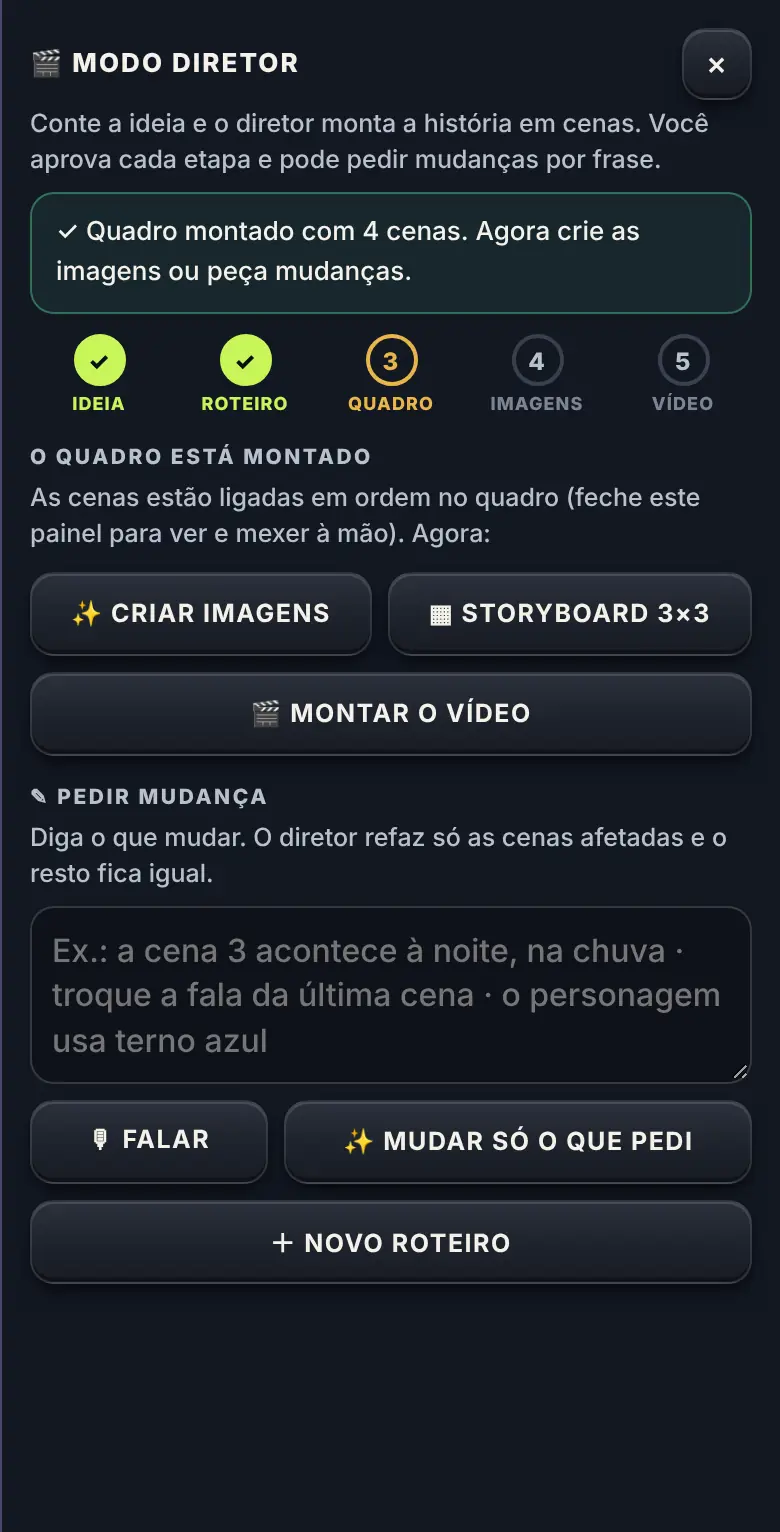 🎬 MODO DIRETOR
×
Conte a ideia e o diretor monta a história em cenas. Você
aprova cada etapa e pode pedir mudanças por frase.
✓ Quadro montado com 4 cenas. Agora crie as
imagens ou peça mudanças.
✓ ✓ 3 4 5
IDEIA ROTEIRO QUADRO IMAGENS VÍDEO
O QUADRO ESTÁ MONTADO
As cenas estão ligadas em ordem no quadro (feche este
painel para ver e mexer à mão). Agora:
✨ CRIAR IMAGENS
▦ STORYBOARD 3×3
🎬 MONTAR O VÍDEO
✎ PEDIR MUDANÇA
Diga o que mudar. O diretor refaz só as cenas afetadas e o
resto fica igual.
Ex.: a cena 3 acontece à noite, na chuva ·
troque a fala da última cena · o personagem
usa terno azul
🎙 FALAR
✨ MUDAR SÓ O QUE PEDI
＋ NOVO ROTEIRO